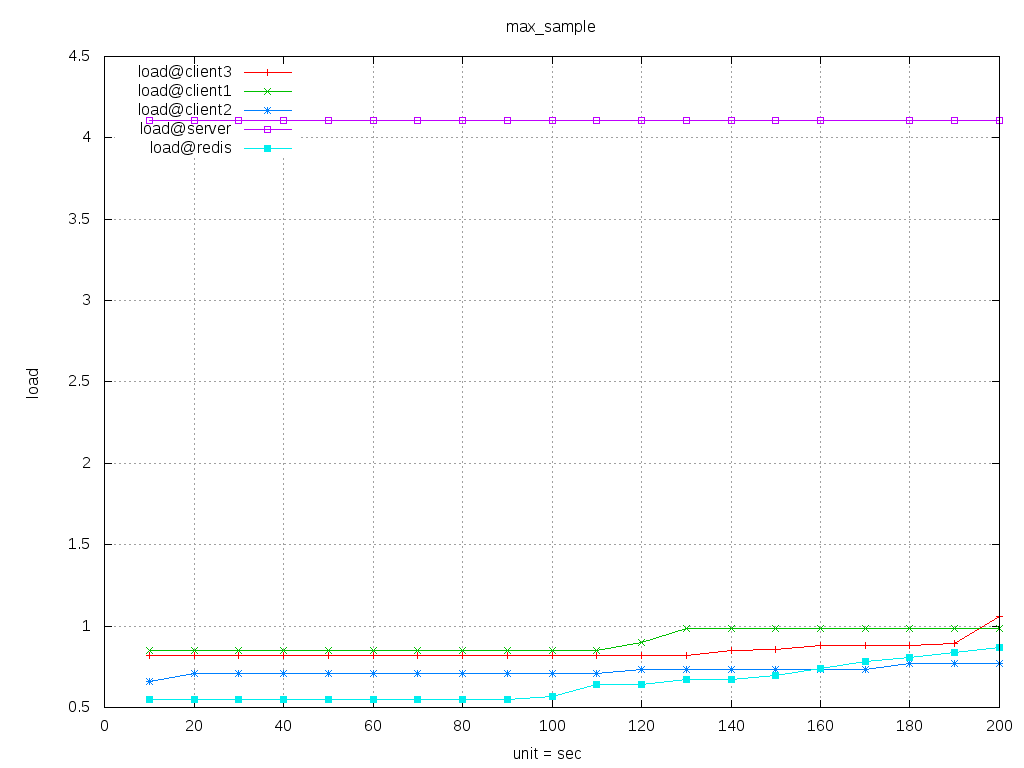 max_sample
load@client3
load@client1
load@client2
load@server
load@redis
4.5
4
3.5
3
2.5
2
1.5
1
0.5
load
0 20 40 60 80 100 120 140 160 180 200
unit = sec